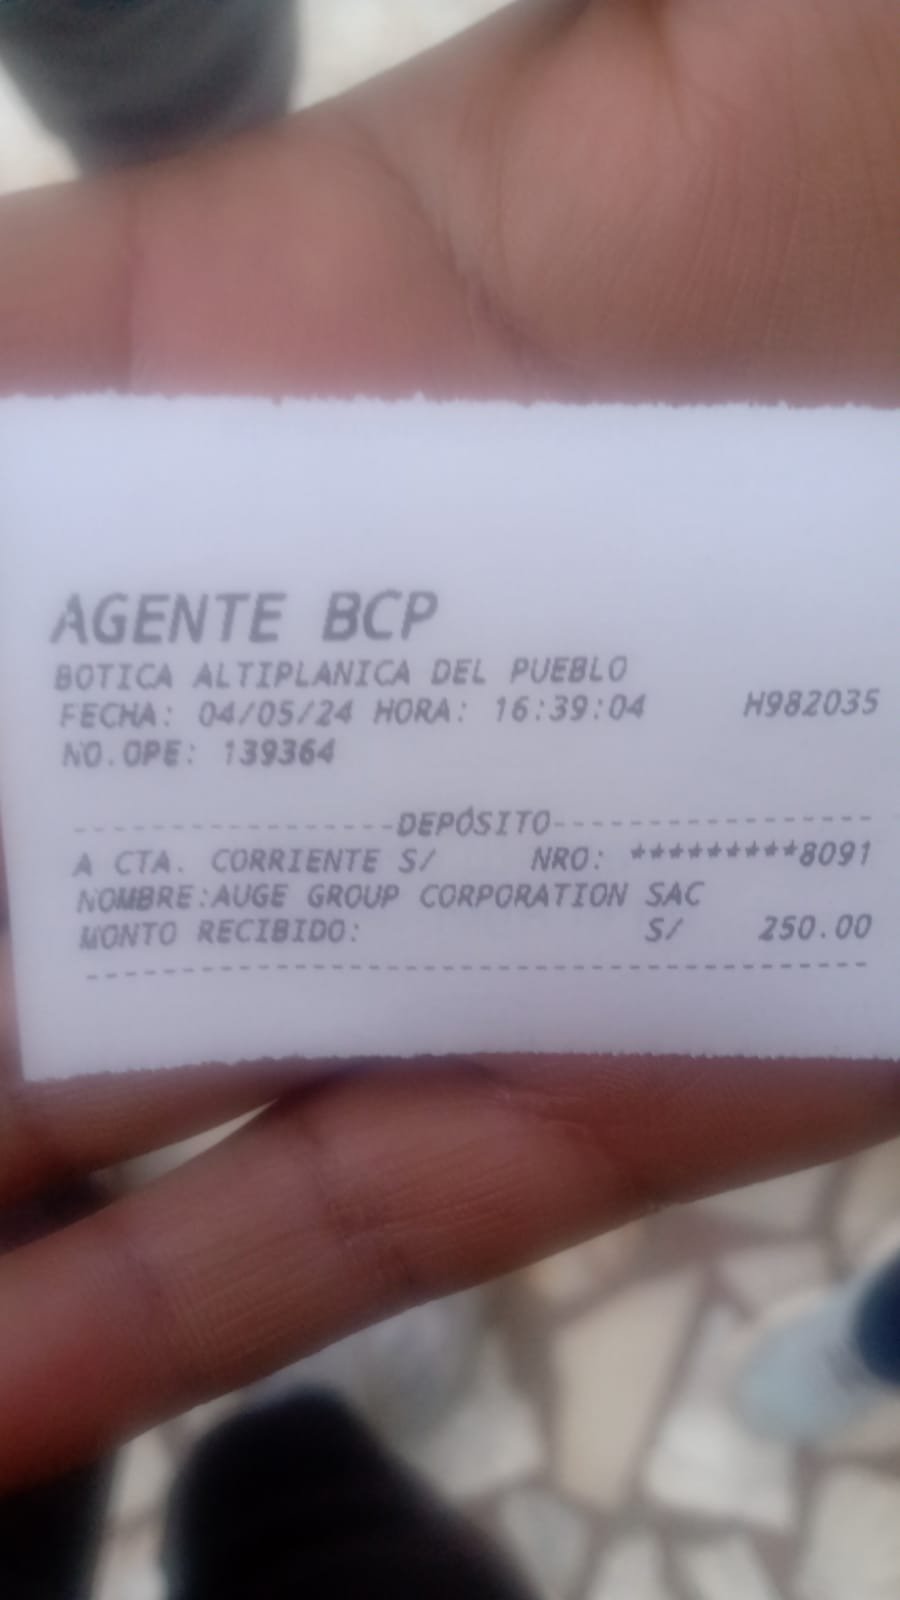 AGENTE BCP
BOTICA ALTIPLANICA DEL PUEBLO
FECHA: 04/05/24 HORA: 16:39:04 H982035
NO.OPE: 139364
-----------------DEPÓSITO-----------------
A CTA. CORRIENTE S/ NRO: *********8091
NOMBRE:AUGE GROUP CORPORATION SAC
MONTO RECIBIDO: S/ 250.00
------------------------------------------